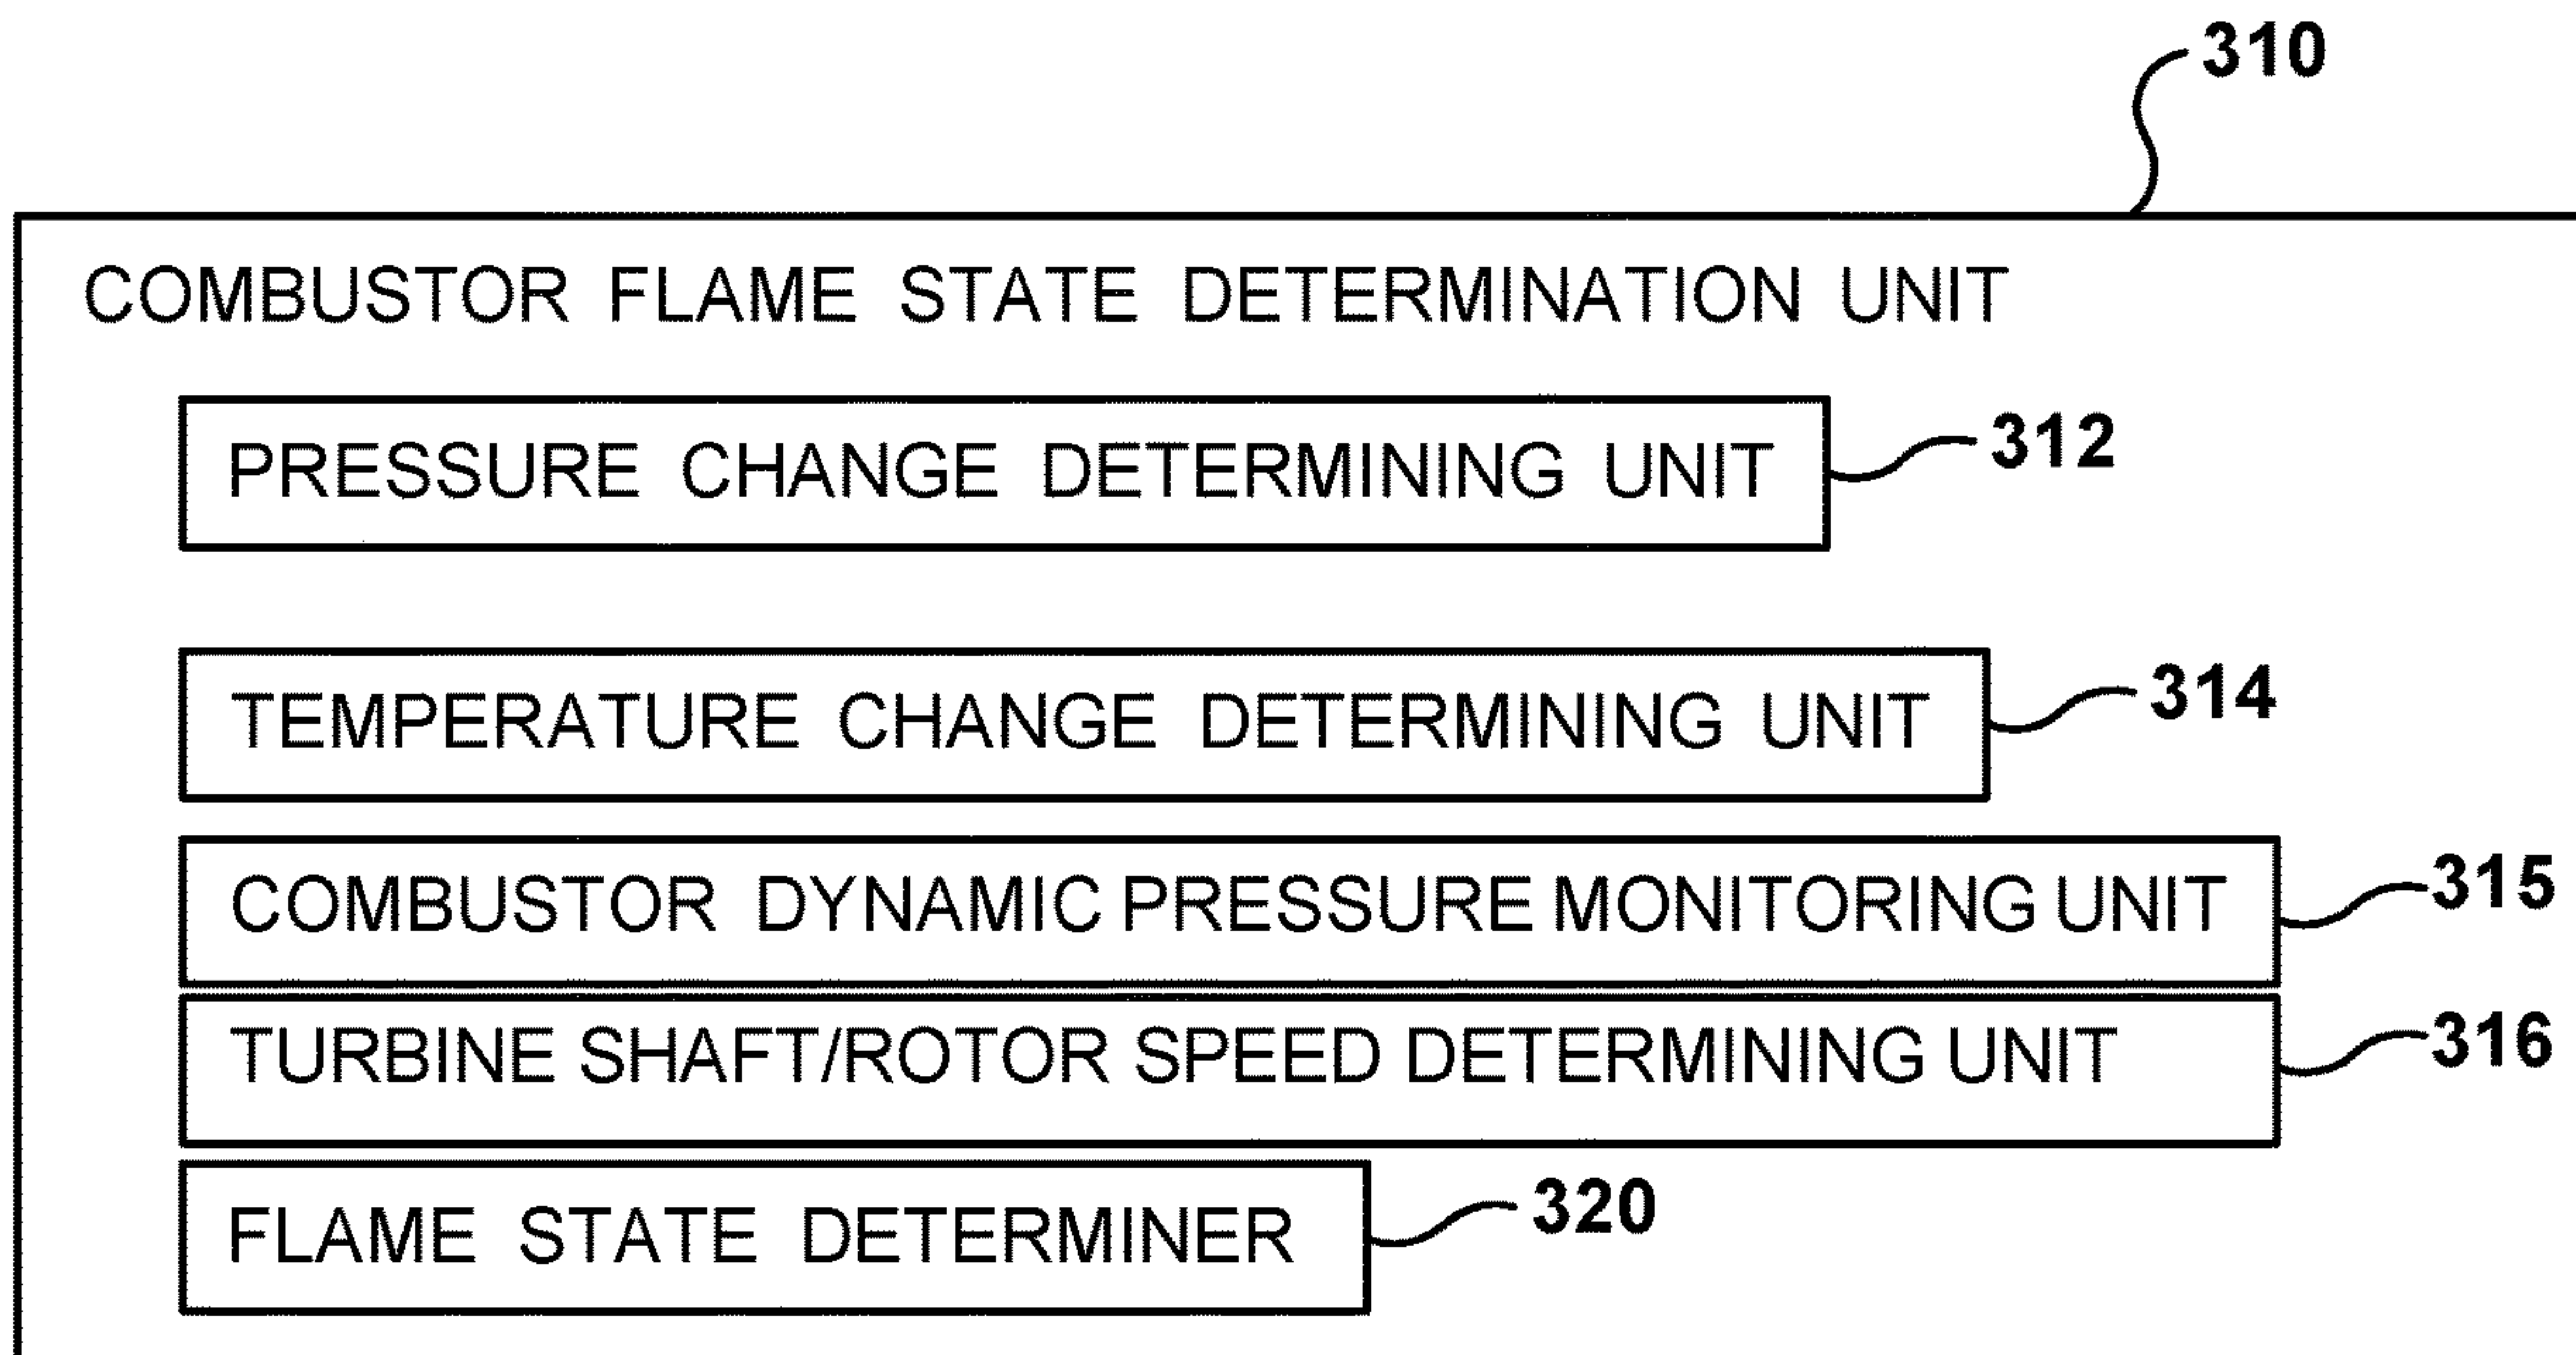 310
COMBUSTOR FLAME STATE DETERMINATION UNIT
PRESSURE CHANGE DETERMINING UNIT
312
TEMPERATURE CHANGE DETERMINING UNIT
314
COMBUSTOR DYNAMIC PRESSURE MONITORING UNIT
315
TURBINE SHAFT/ROTOR SPEED DETERMINING UNIT
316
FLAME STATE DETERMINER
320